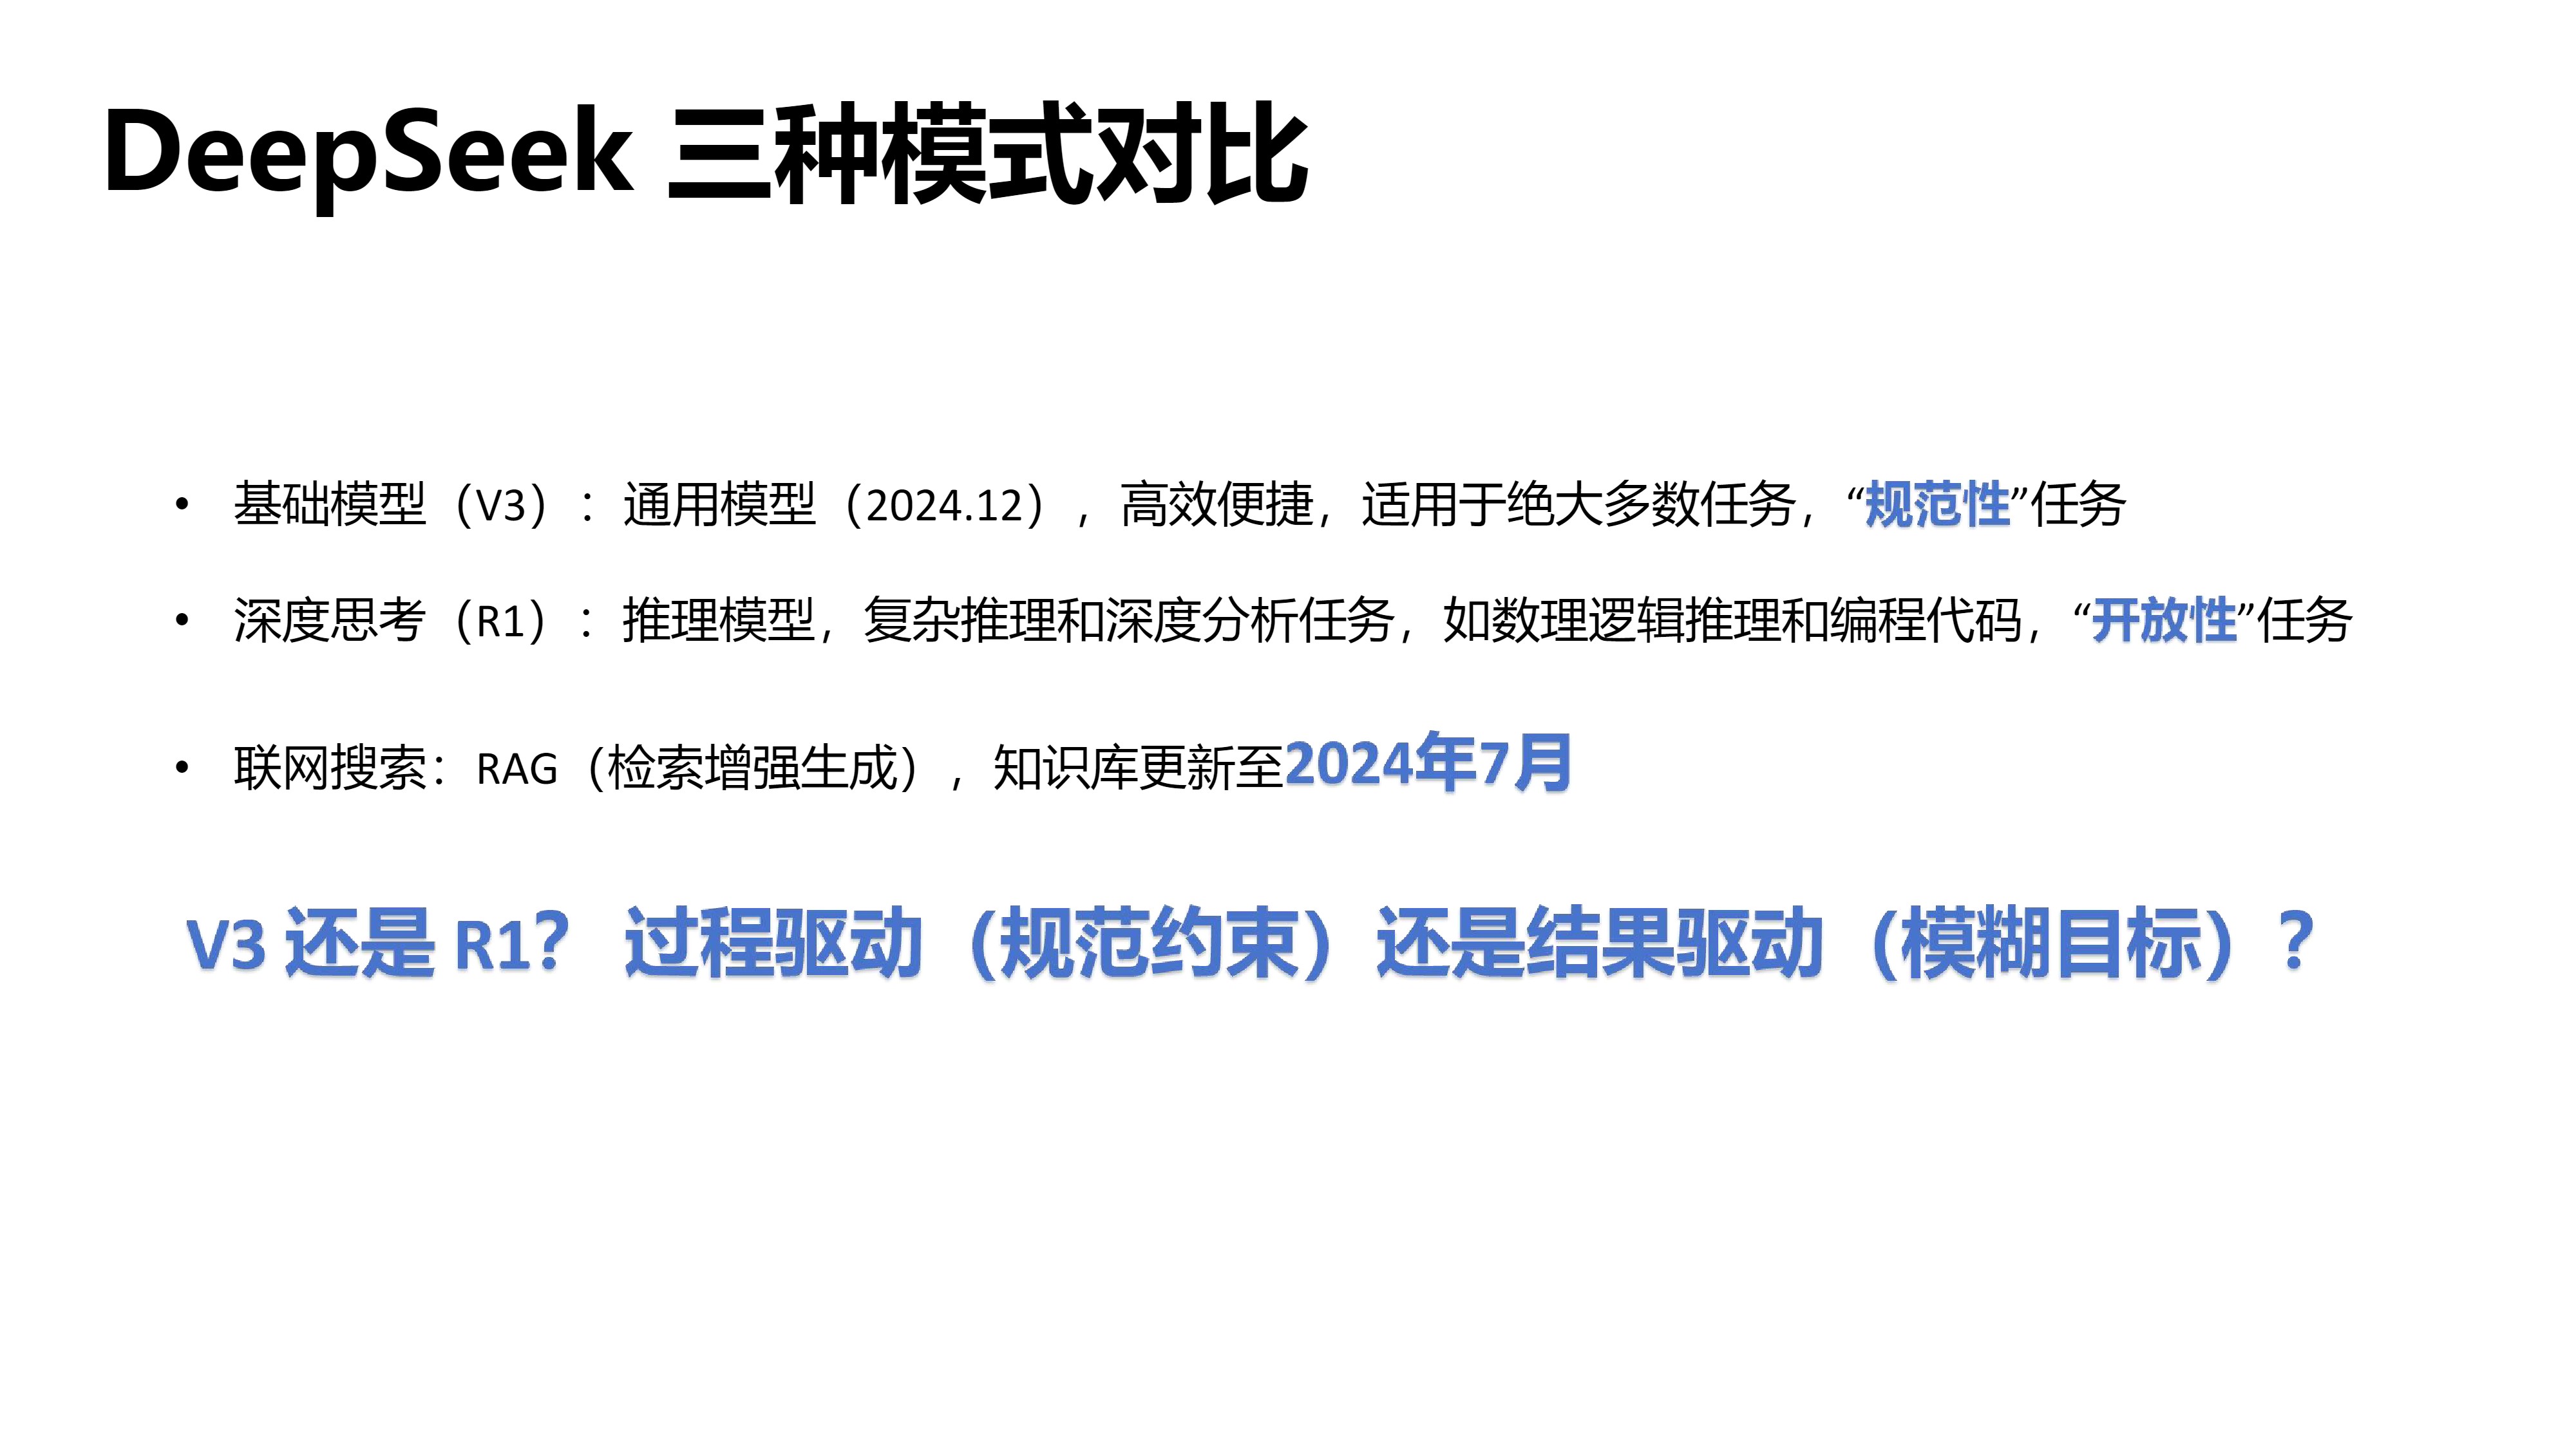 DeepSeek 三种模式对比
• 基础模型（V3）：通用模型（2024.12），高效便捷，适用于绝大多数任务，“规范性”任务
• 深度思考（R1）：推理模型，复杂推理和深度分析任务，如数理逻辑推理和编程代码，“开放性”任务
• 联网搜索：RAG（检索增强生成），知识库更新至2024年7月
V3 还是 R1？ 过程驱动（规范约束）还是结果驱动（模糊目标）？